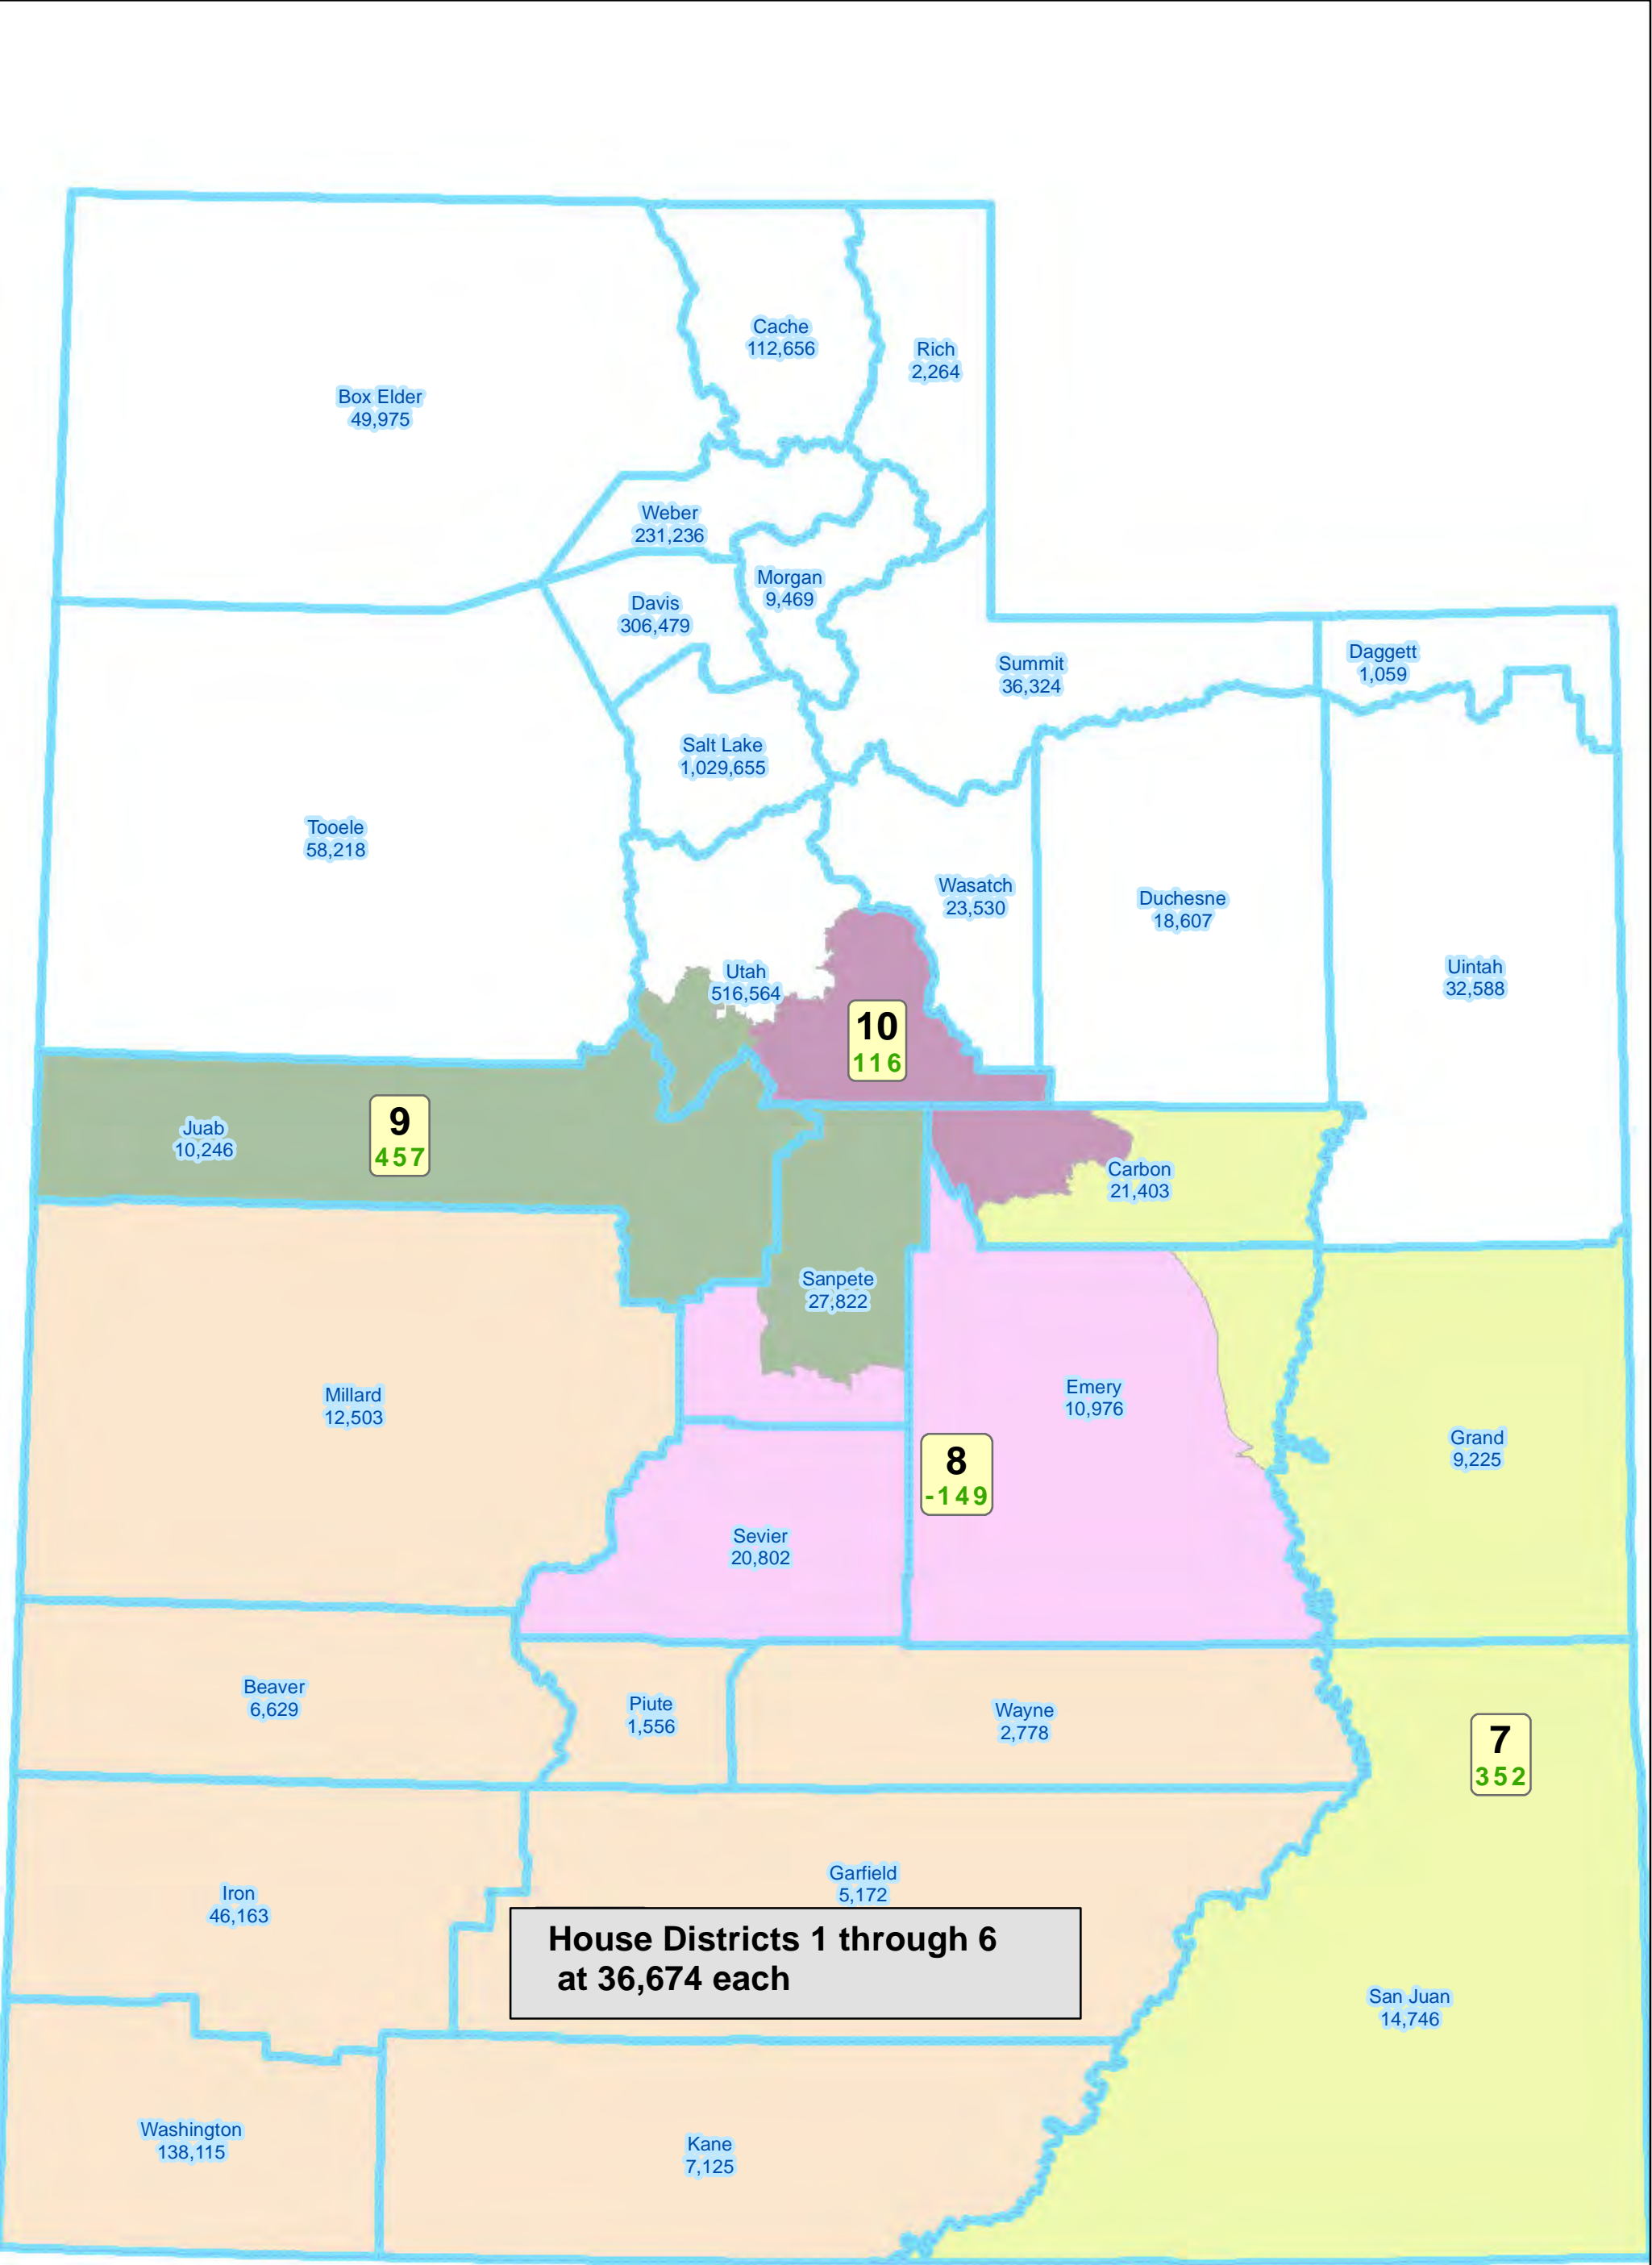 Cache
112,656
Rich
2,264
Box Elder
49,975
Weber
231,236
Morgan
9,469
Davis
306,479
Summit
36,324
Daggett
1,059
Salt Lake
1,029,655
Tooele
58,218
Wasatch
23,530
Duchesne
18,607
Uintah
32,588
Utah
516,564
10
116
Juab
10,246
9
457
Carbon
21,403
Sanpete
27,822
Millard
12,503
Emery
10,976
Grand
9,225
8
-149
Sevier
20,802
Beaver
6,629
Piute
1,556
Wayne
2,778
7
352
Iron
46,163
Garfield
5,172
House Districts 1 through 6
at 36,674 each
San Juan
14,746
Washington
138,115
Kane
7,125